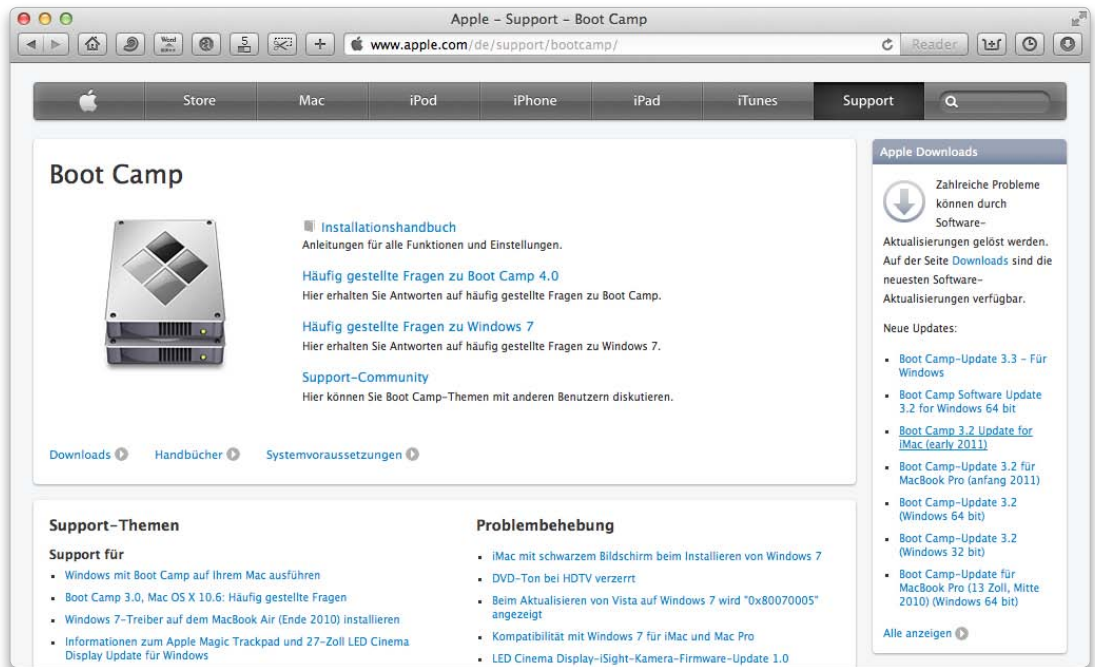 Apple – Support – Boot Camp
www.apple.com/de/support/bootcamp/
Reader
Store
Mac
iPod
iPhone
iPad
iTunes
Support
Boot Camp
Installationshandbuch
Anleitungen für alle Funktionen und Einstellungen.
Häufig gestellte Fragen zu Boot Camp 4.0
Hier erhalten Sie Antworten auf häufig gestellte Fragen zu Boot Camp.
Häufig gestellte Fragen zu Windows 7
Hier erhalten Sie Antworten auf häufig gestellte Fragen zu Windows 7.
Support-Community
Hier können Sie Boot Camp-Themen mit anderen Benutzern diskutieren.
Downloads
Handbücher
Systemvoraussetzungen
Apple Downloads
Zahlreiche Probleme
können durch
Software-
Aktualisierungen gelöst werden.
Auf der Seite Downloads sind die
neuesten Software-
Aktualisierungen verfügbar.
Neue Updates:
Boot Camp-Update 3.3 – Für
Windows
Boot Camp Software Update
3.2 for Windows 64 bit
Boot Camp 3.2 Update for
iMac (early 2011)
Boot Camp-Update 3.2 für
MacBook Pro (anfang 2011)
Boot Camp-Update 3.2
(Windows 64 bit)
Boot Camp-Update 3.2
(Windows 32 bit)
Boot Camp-Update für
MacBook Pro (13 Zoll, Mitte
2010) (Windows 64 bit)
Alle anzeigen
Support-Themen
Support für
Windows mit Boot Camp auf Ihrem Mac ausführen
Boot Camp 3.0, Mac OS X 10.6: Häufig gestellte Fragen
Windows 7-Treiber auf dem MacBook Air (Ende 2010) installieren
Informationen zum Apple Magic Trackpad und 27-Zoll LED Cinema
Display Update für Windows
Problembehebung
iMac mit schwarzem Bildschirm beim Installieren von Windows 7
DVD-Ton bei HDTV verzerrt
Beim Aktualisieren von Vista auf Windows 7 wird "0x80070005"
angezeigt
Kompatibilität mit Windows 7 für iMac und Mac Pro
LED Cinema Display-iSight-Kamera-Firmware-Update 1.0